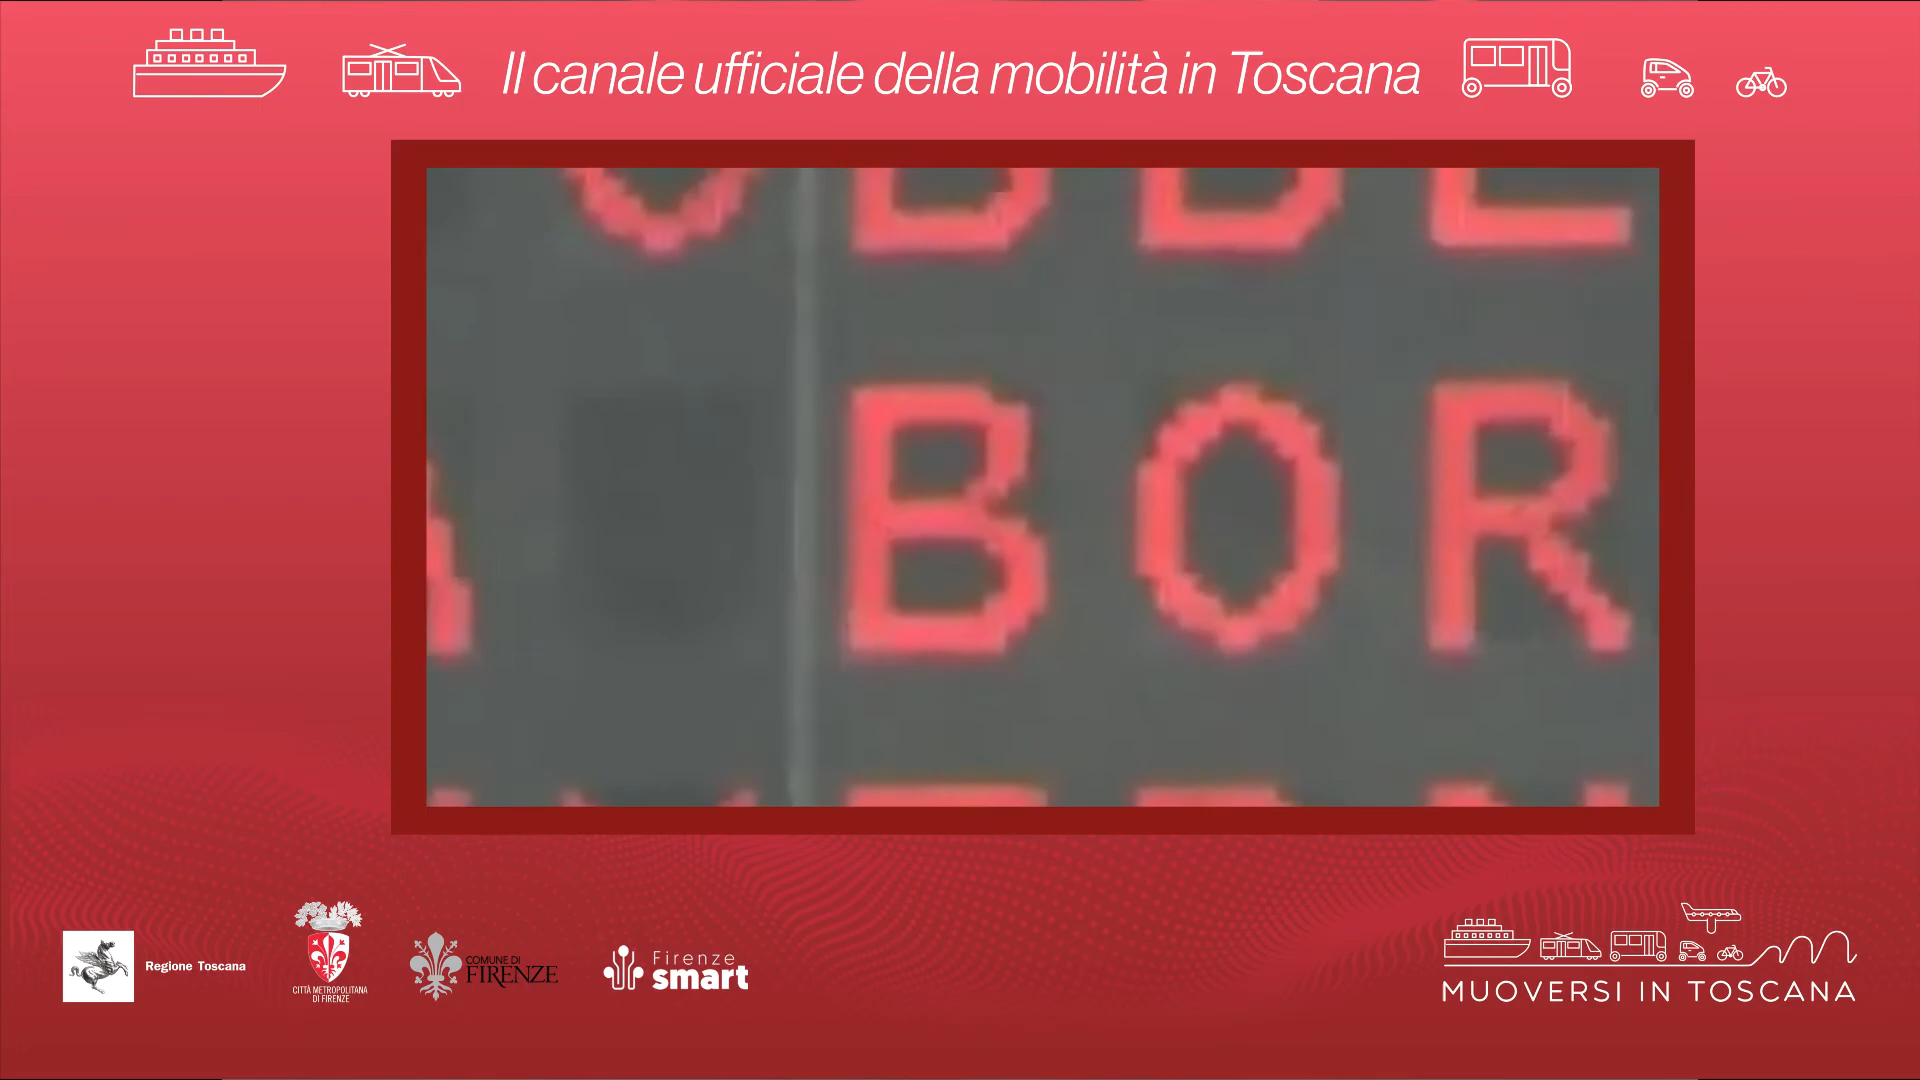 Il canale ufficiale della mobilità in Toscana
BOR
Regione Toscana
CITTÀ METROPOLITANA
DI FIRENZE
COMUNE DI
FIRENZE
Firenze
smart
MUOVERSI IN TOSCANA